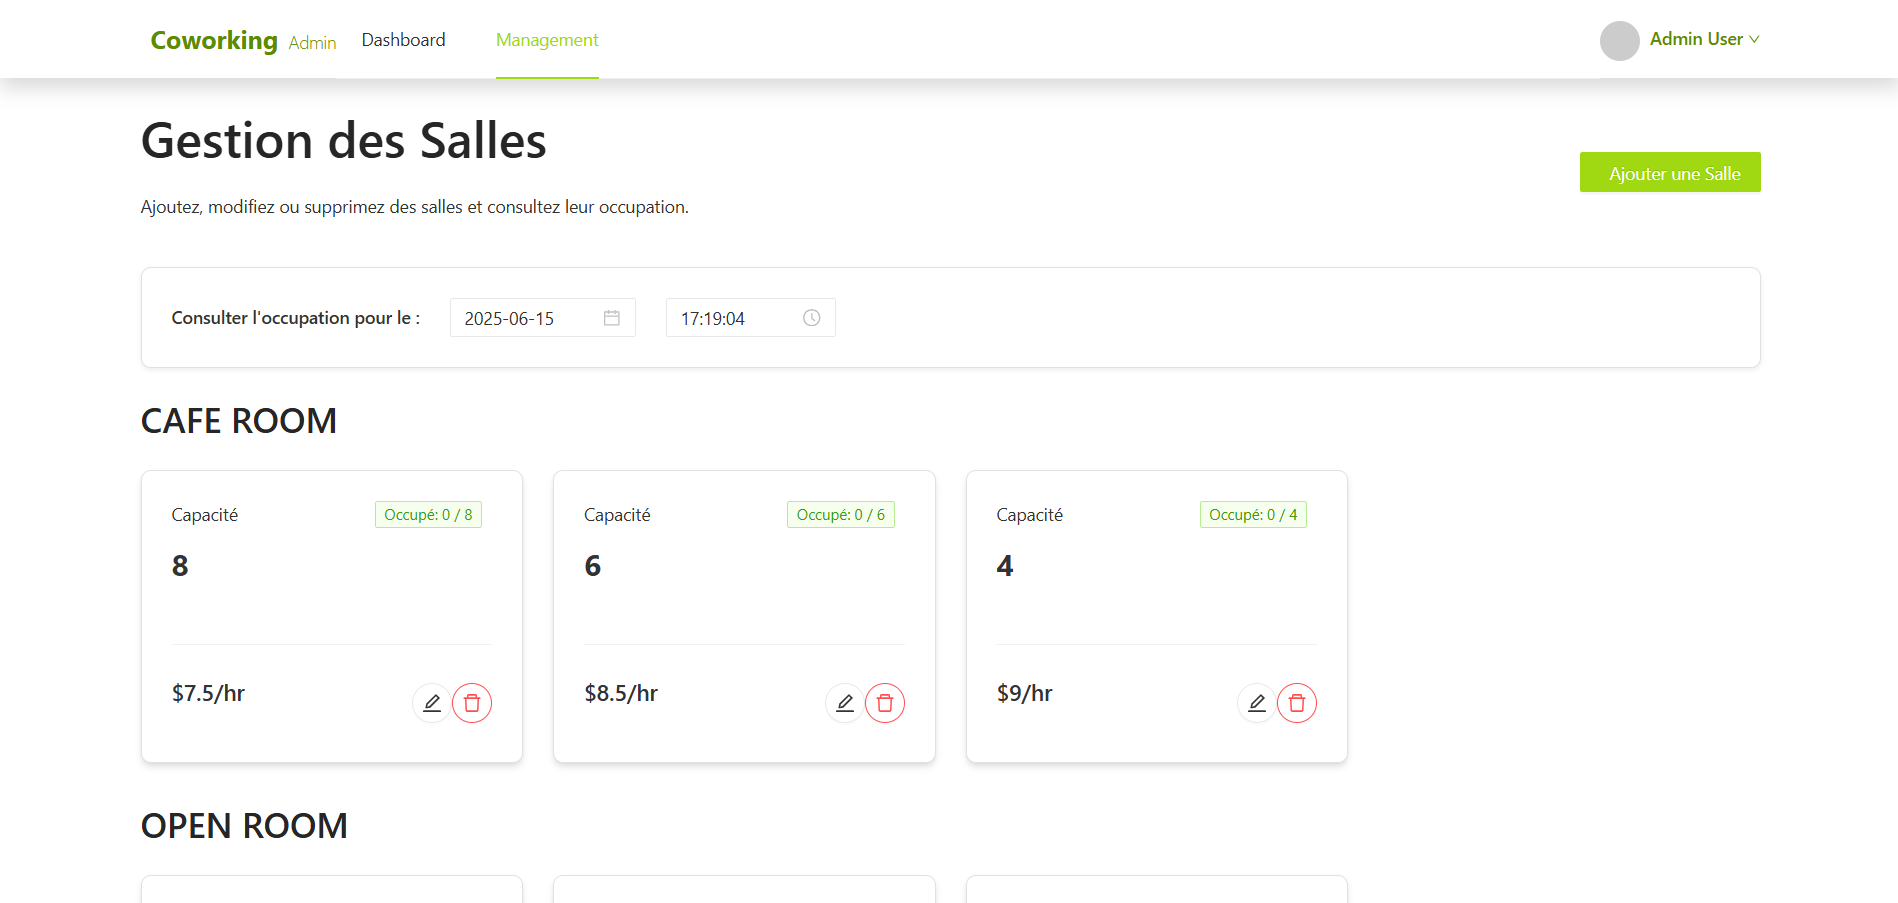 Coworking Admin Dashboard Management Admin User
Gestion des Salles
Ajouter une Salle
Ajoutez, modifiez ou supprimez des salles et consultez leur occupation.
Consulter l'occupation pour le : 2025-06-15 17:19:04
CAFE ROOM
Capacité Occupé: 0 / 8
8
$7.5/hr
Capacité Occupé: 0 / 6
6
$8.5/hr
Capacité Occupé: 0 / 4
4
$9/hr
OPEN ROOM